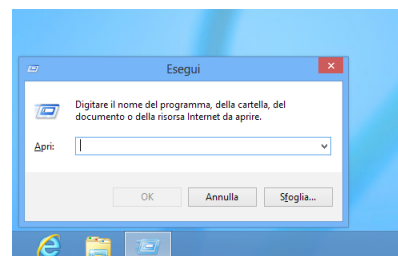 Esegui
Digitare il nome del programma, della cartella, del
documento o della risorsa Internet da aprire.
Apri:
OK Annulla Sfoglia...